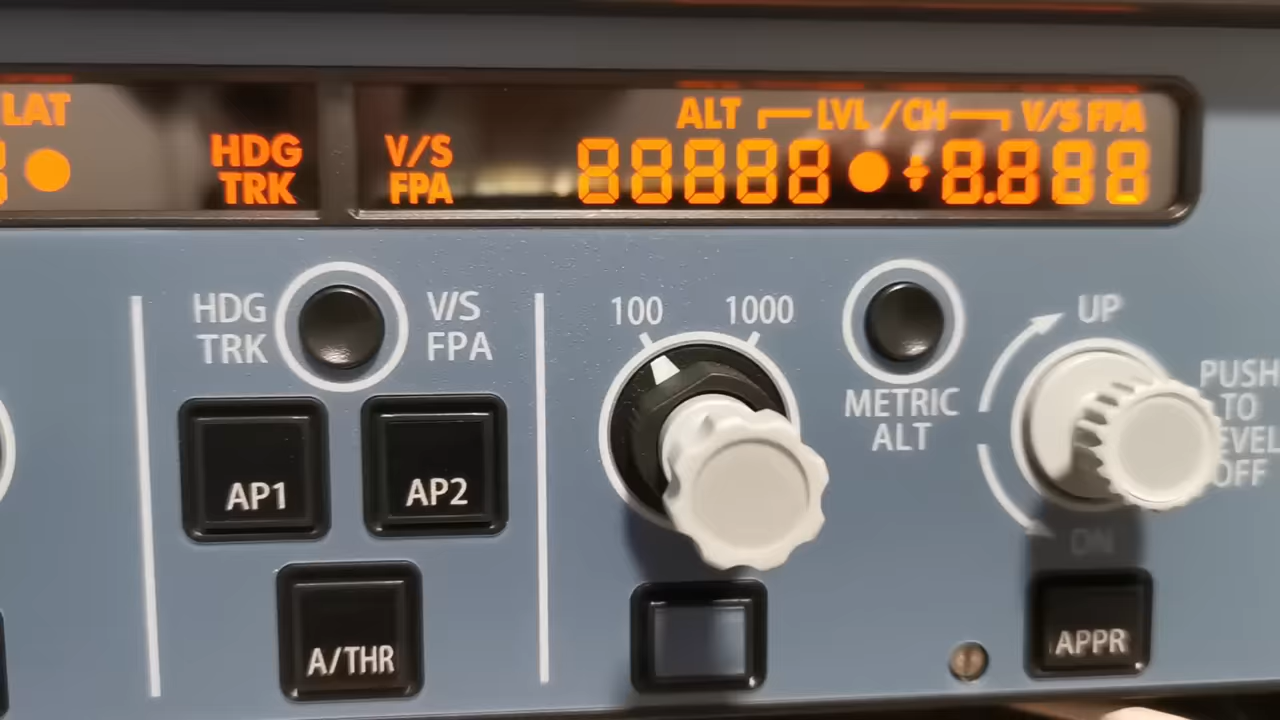 LAT
ALT LVL/CH V/S FPA
HDG V/S 88888 +8.888
TRK FPA
HDG V/S
TRK FPA
100 1000
UP
METRIC
ALT
PUSH
TO
EVEL
OFF
DN
AP1 AP2
A/THR
APPR